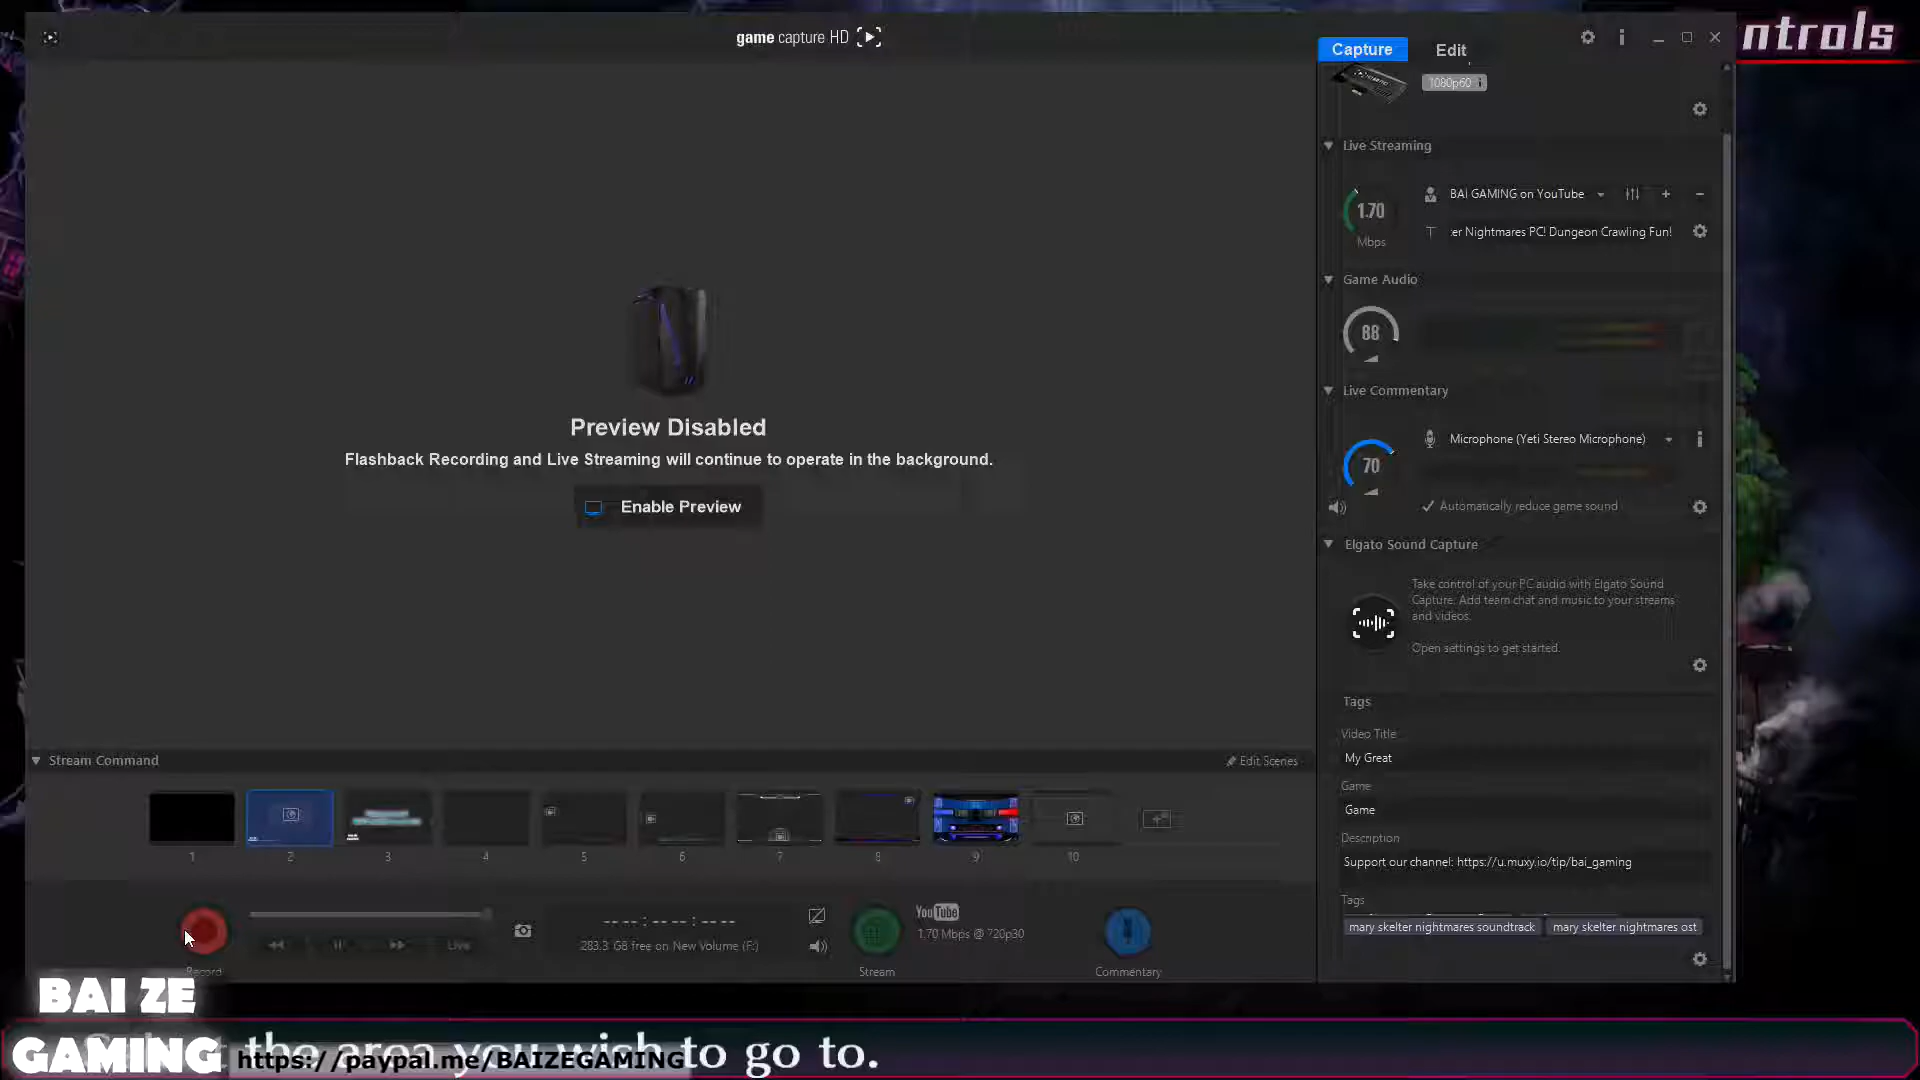 game capture HD
ntrols
Capture
Edit
1080p60 i
Live Streaming
1.70
Mbps
BAI GAMING on YouTube
er Nightmares PC! Dungeon Crawling Fun!
Game Audio
88
Live Commentary
70
Microphone (Yeti Stereo Microphone)
Automatically reduce game sound
Elgato Sound Capture
Take control of your PC audio with Elgato Sound
Capture. Add team chat and music to your streams
and videos.
Open settings to get started.
Tags
Video Title
My Great
Game
Game
Description
Support our channel: https://u.muxy.io/tip/bai_gaming
Tags
mary skelter nightmares soundtrack
mary skelter nightmares ost
Preview Disabled
Flashback Recording and Live Streaming will continue to operate in the background.
Enable Preview
Stream Command
Edit Scenes
1
2
3
4
5
6
7
8
9
10
Record
Live
-- -- : -- -- : -- --
283.3 GB free on New Volume (F:)
Stream
YouTube
1.70 Mbps @ 720p30
Commentary
BAI ZE
GAMING
https://paypal.me/BAIZEGAMING
the area you wish to go to.